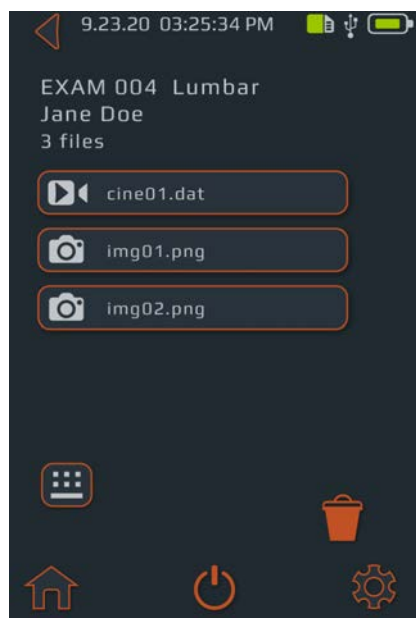 9.23.20 03:25:34 PM
EXAM 004 Lumbar
Jane Doe
3 files
cine01.dat
img01.png
img02.png